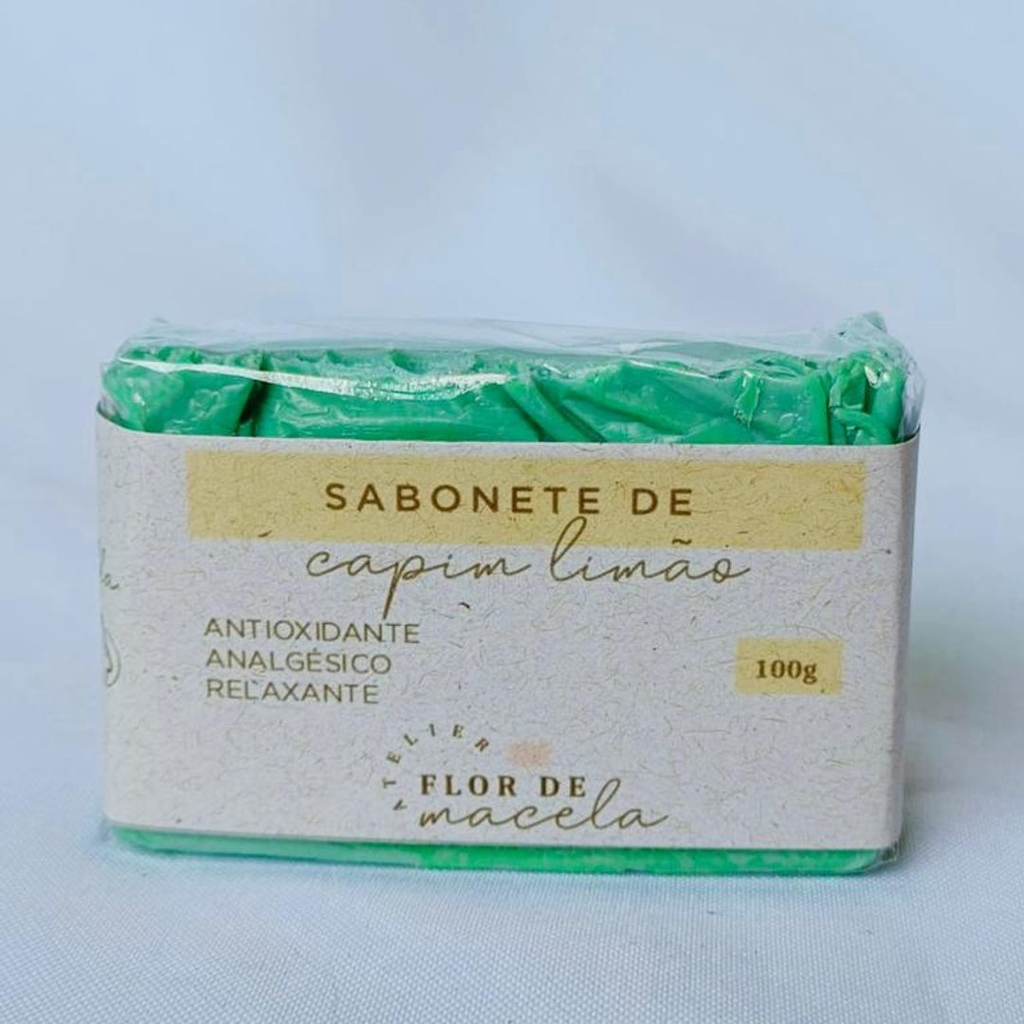 SABONETE DE
capim limão
ANTIOXIDANTE
ANALGÉSICO
RELAXANTE
100g
ATELIER
FLOR DE
macela